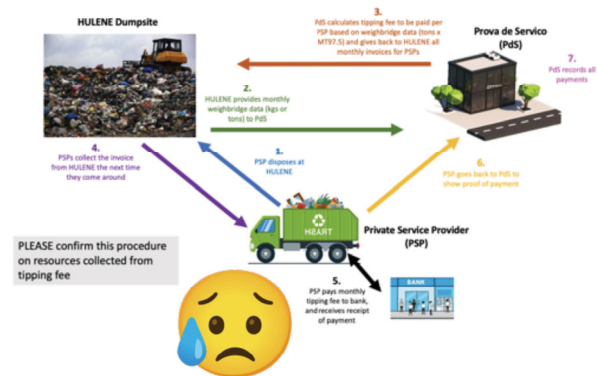 HULENE Dumpsite
3.
PdS calculates tipping fee to be paid per
PSP based on weighbridge data (tons x
MT97.5) and gives back to HULENE all
monthly invoices for PSPs
Prova de Servico
(PdS)
7.
PdS records all
payments
2.
HULENE provides monthly
weighbridge data (kgs or
tons) to PdS
4.
PSPs collect the invoice
from HULENE the next time
they come around
1.
PSP disposes at
HULENE
6.
PSP goes back to PdS to
show proof of payment
TRASH
Private Service Provider
(PSP)
PLEASE confirm this procedure
on resources collected from
tipping fee
5.
PSP pays monthly
tipping fee to bank,
and receives receipt
of payment
BANK